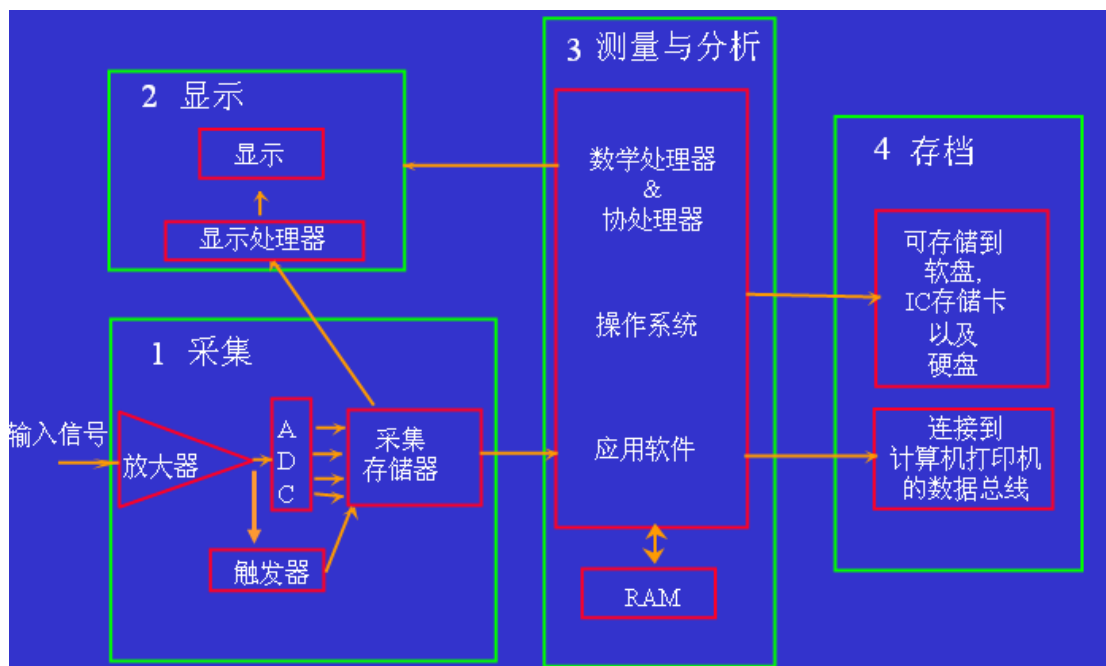 2 显示
显示
显示处理器
1 采集
输入信号
放大器
A
D
C
采集
存储器
触发器
3 测量与分析
数学处理器
&
协处理器
操作系统
应用软件
RAM
4 存档
可存储到
软盘,
IC存储卡
以及
硬盘
连接到
计算机打印机
的数据总线